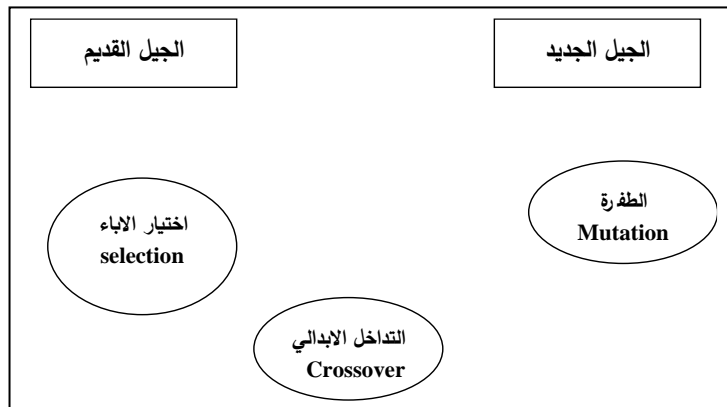 الجيل القديم
الجيل الجديد
اختيار الاباء
selection
الطفرة
Mutation
التداخل الابدالي
Crossover